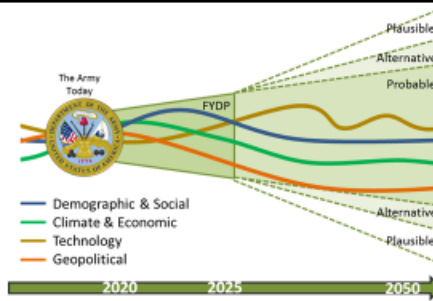 Plausible
The Army
Today
Alternative
FYDP
Probable
Demographic & Social
Climate & Economic
Technology
Geopolitical
Alternative
Plausible
2020
2025
2050